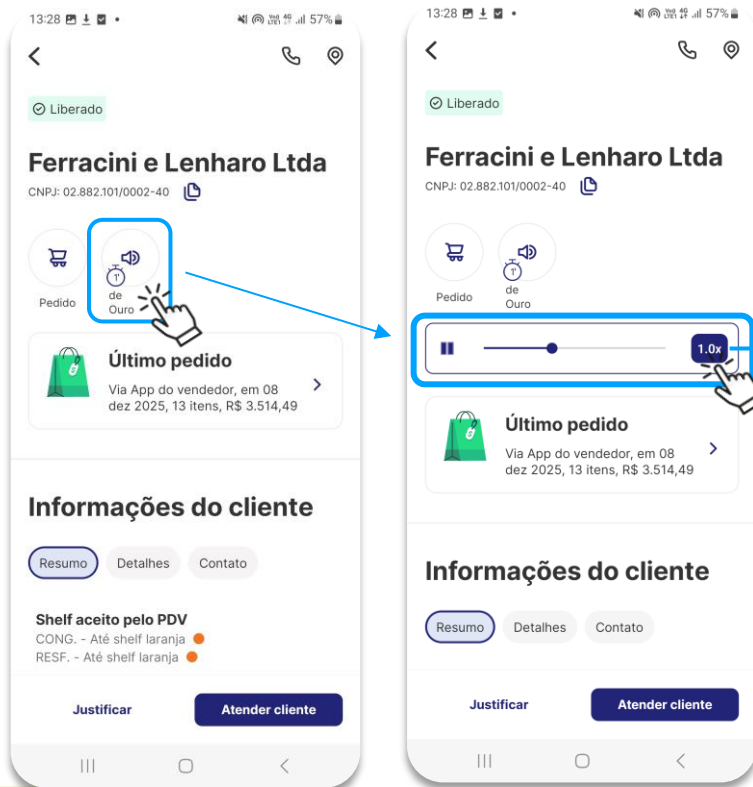 13:28
57%
Liberado
Ferracini e Lenharo Ltda
CNPJ: 02.882.101/0002-40
Pedido
1'
de
Ouro
Último pedido
Via App do vendedor, em 08
dez 2025, 13 itens, R$ 3.514,49
Informações do cliente
Resumo Detalhes Contato
Shelf aceito pelo PDV
CONG. - Até shelf laranja
RESF. - Até shelf laranja
Justificar Atender cliente
13:28
57%
Liberado
Ferracini e Lenharo Ltda
CNPJ: 02.882.101/0002-40
Pedido
1'
de
Ouro
1.0x
Último pedido
Via App do vendedor, em 08
dez 2025, 13 itens, R$ 3.514,49
Informações do cliente
Resumo Detalhes Contato
Justificar Atender cliente